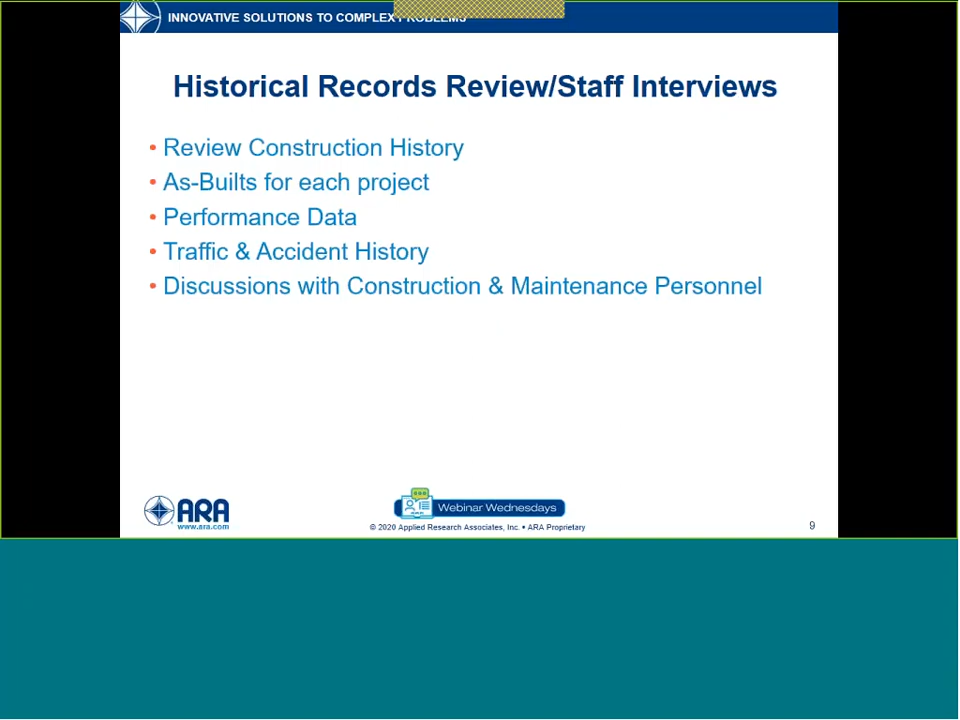 INNOVATIVE SOLUTIONS TO COMPLEX PROBLEMS
Historical Records Review/Staff Interviews
• Review Construction History
• As-Builts for each project
• Performance Data
• Traffic & Accident History
• Discussions with Construction & Maintenance Personnel
ARA
www.ara.com
Webinar Wednesdays
© 2020 Applied Research Associates, Inc. • ARA Proprietary
9